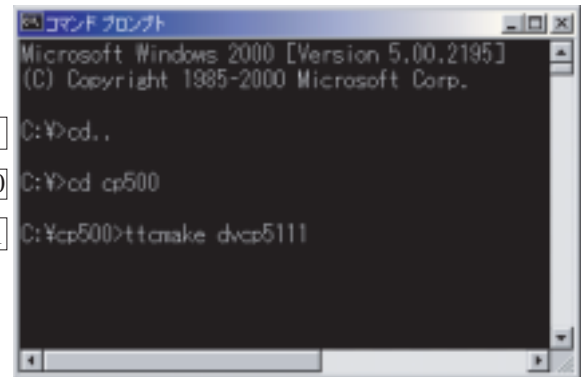 コマンド プロンプト
Microsoft Windows 2000 [Version 5.00.2195]
(C) Copyright 1985-2000 Microsoft Corp.
C:¥>cd..
C:¥>cd cp500
C:¥cp500>ttcmake dvcp5111